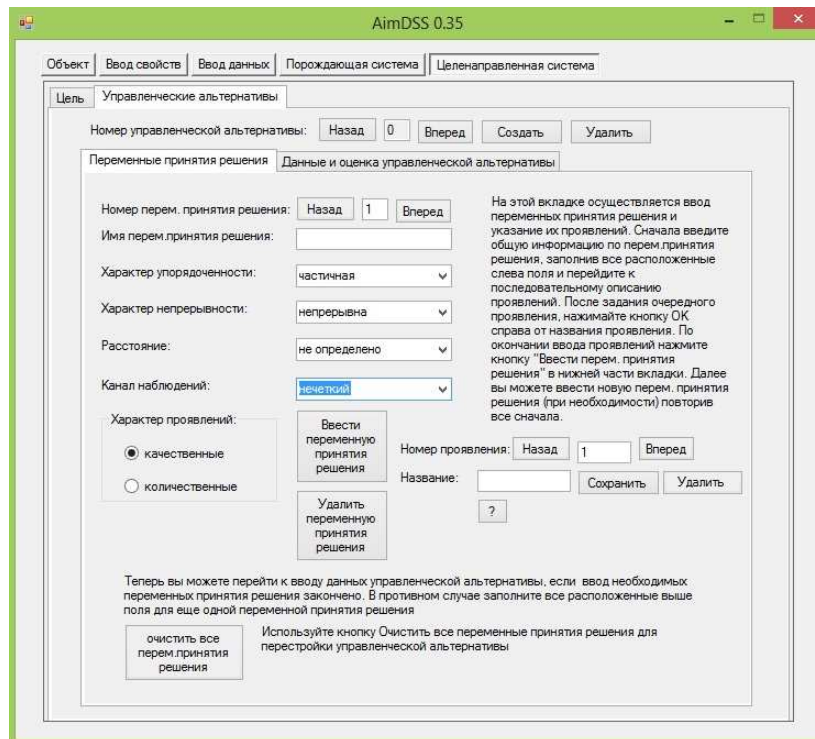 AimDSS 0.35
Объект Ввод свойств Ввод данных Порождающая система Целенаправленная система
Цель Управленческие альтернативы
Номер управленческой альтернативы: Назад 0 Вперед Создать Удалить
Переменные принятия решения Данные и оценка управленческой альтернативы
Номер перем. принятия решения: Назад 1 Вперед
Имя перем.принятия решения:
Характер упорядоченности: частичная
Характер непрерывности: непрерывна
Расстояние: не определено
Канал наблюдений: нечеткий
На этой вкладке осуществляется ввод
переменных принятия решения и
указание их проявлений. Сначала введите
общую информацию по перем.принятия
решения, заполнив все расположенные
слева поля и перейдите к
последовательному описанию
проявлений. После задания очередного
проявления, нажимайте кнопку ОК
справа от названия проявления. По
окончании ввода проявлений нажмите
кнопку "Ввести перем. принятия
решения" в нижней части вкладки. Далее
вы можете ввести новую перем. принятия
решения (при необходимости) повторив
все сначала.
Характер проявлений:
качественные
количественные
Ввести
переменную
принятия
решения
Удалить
переменную
принятия
решения
Номер проявления: Назад 1 Вперед
Название: Сохранить Удалить
?
Теперь вы можете перейти к вводу данных управленческой альтернативы, если ввод необходимых
переменных принятия решения закончено. В противном случае заполните все расположенные выше
поля для еще одной переменной принятия решения
очистить все
перем.принятия
решения
Используйте кнопку Очистить все переменные принятия решения для
перестройки управленческой альтернативы